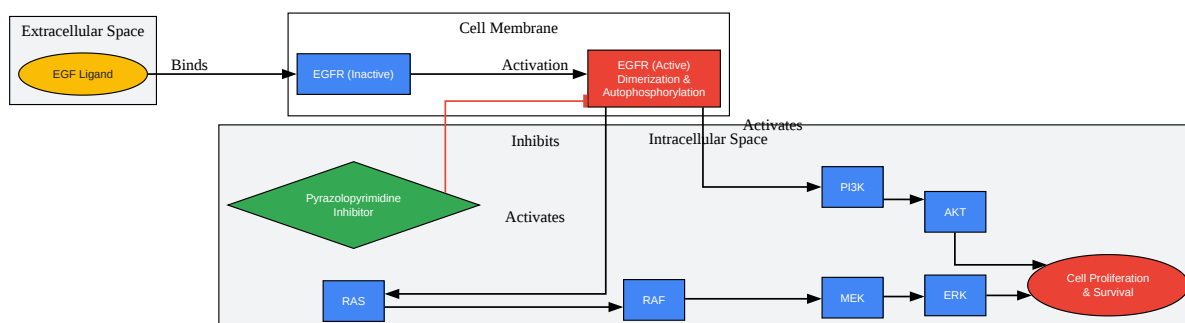 Extracellular Space
EGF Ligand
Binds
Cell Membrane
EGFR (Inactive)
Activation
EGFR (Active)
Dimerization &
Autophosphorylation
Inhibits
Activates
Intracellular Space
Pyrazolopyrimidine
Inhibitor
Activates
PI3K
AKT
RAS
RAF
MEK
ERK
Cell Proliferation
& Survival